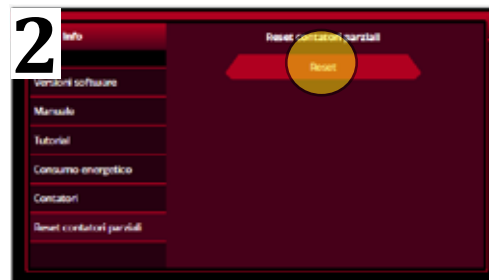 2
Info
Reset contatori parziali
Reset
Versioni software
Manuale
Tutorial
Consumo energetico
Contatori
Reset contatori parziali